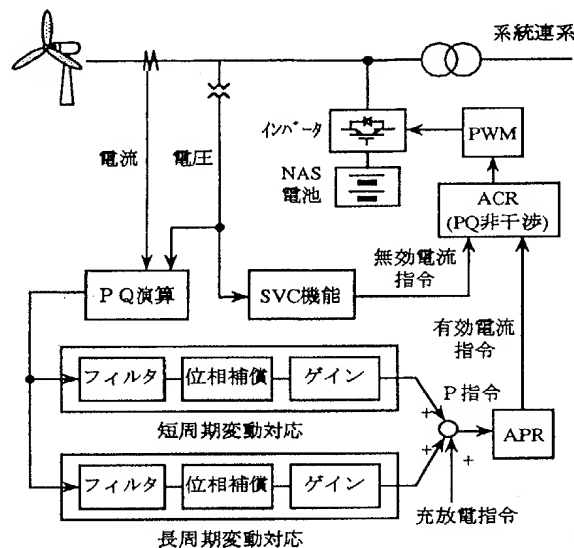 系統連系
インバータ
PWM
電流
電圧
NAS
電池
ACR
(PQ非干渉)
無効電流
指令
PQ演算
SVC機能
有効電流
指令
フィルタ
位相補償
ゲイン
P指令
短周期変動対応
+
APR
+
+
フィルタ
位相補償
ゲイン
充放電指令
長周期変動対応